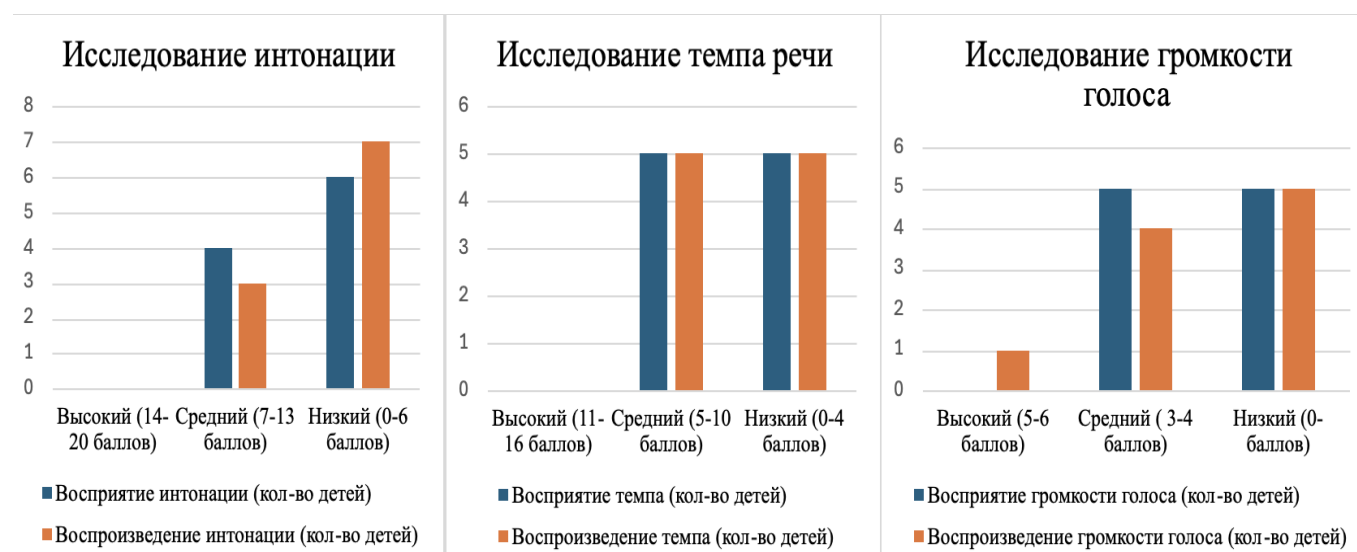 Исследование интонации
8
7
6
5
4
3
2
1
0
Высокий (14-
20 баллов)
Средний (7-13
баллов)
Низкий (0-6
баллов)
Восприятие интонации (кол-во детей)
Воспроизведение интонации (кол-во детей)
Исследование темпа речи
6
5
4
3
2
1
0
Высокий (11-
16 баллов)
Средний (5-10
баллов)
Низкий (0-4
баллов)
Восприятие темпа (кол-во детей)
Воспроизведение темпа (кол-во детей)
Исследование громкости
голоса
6
5
4
3
2
1
0
Высокий (5-6
баллов)
Средний ( 3-4
баллов)
Низкий (0-
баллов)
Восприятие громкости голоса (кол-во детей)
Воспроизведение громкости голоса (кол-во детей)